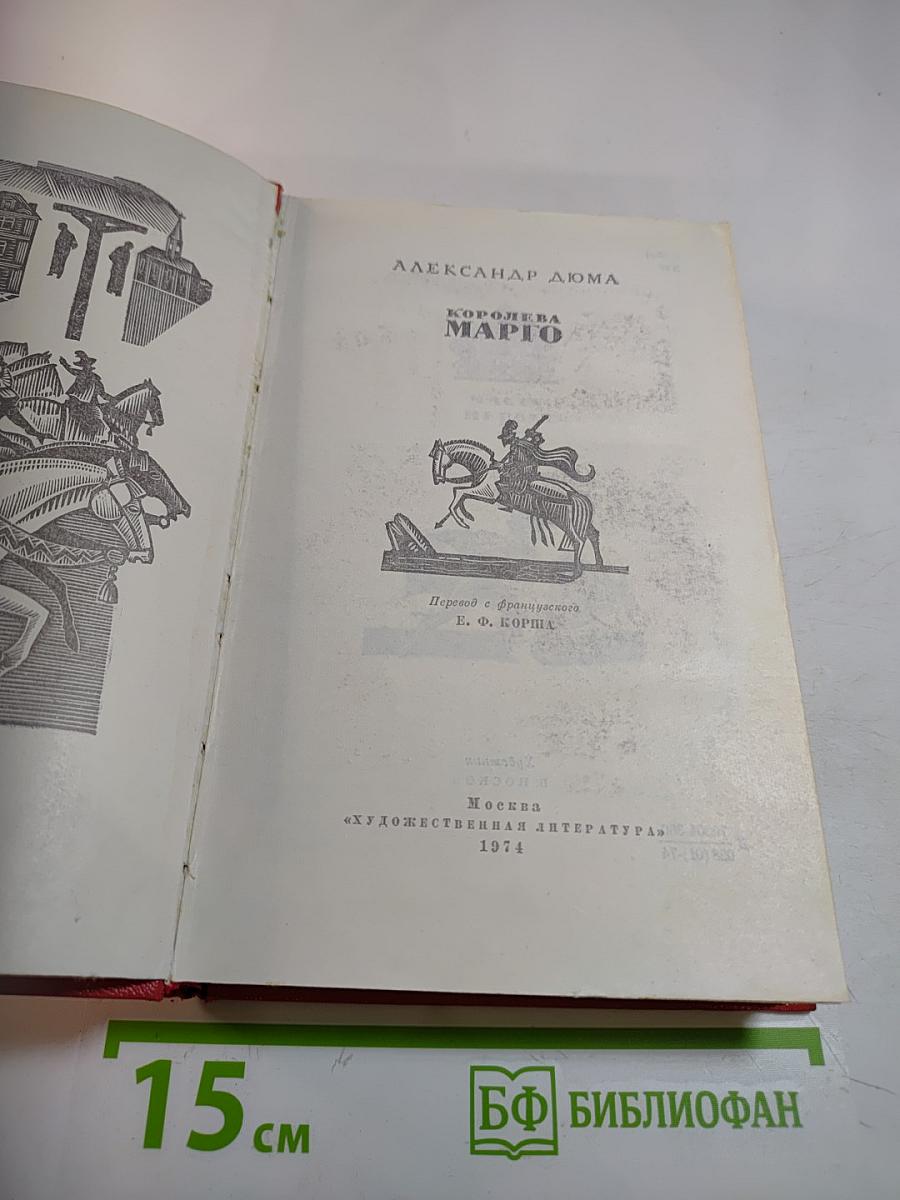 АЛЕКСАНДР ДЮМА
КОРОЛЕВА
МАРГО
Перевод с французского
Е. Ф. КОРША
Москва
«ХУДОЖЕСТВЕННАЯ ЛИТЕРАТУРА»
1974
15 см
БФ БИБЛИОФАН